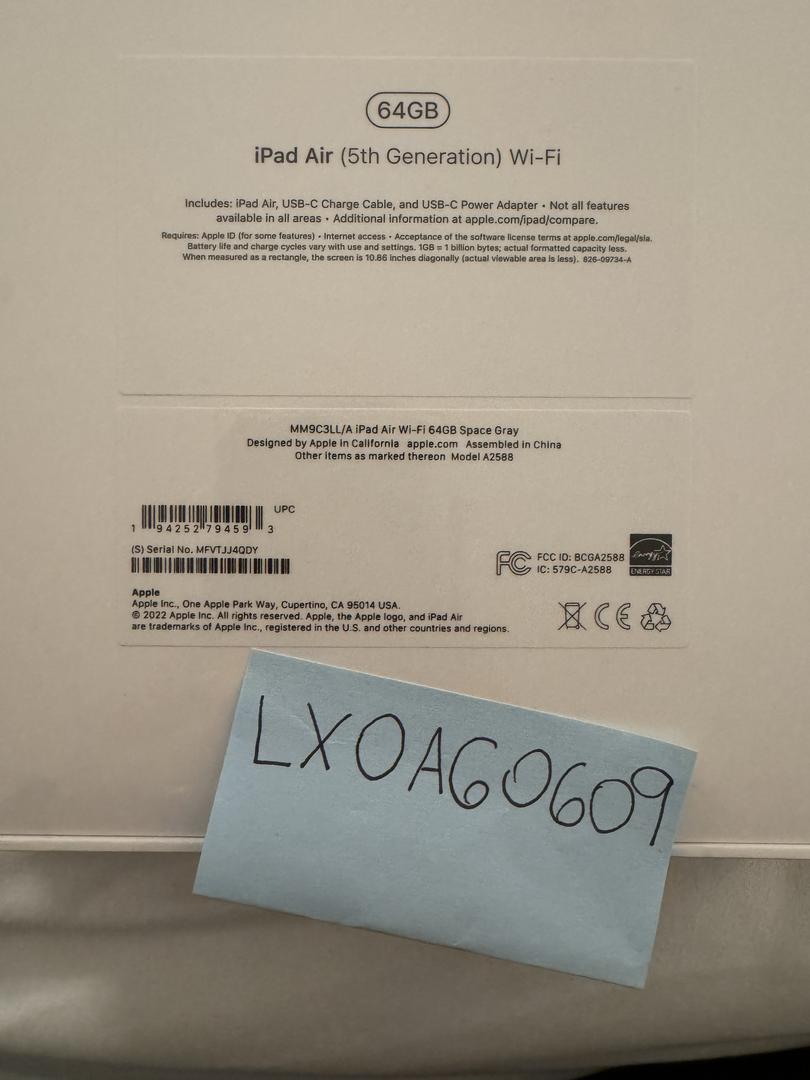 64GB
iPad Air (5th Generation) Wi-Fi
Includes: iPad Air, USB-C Charge Cable, and USB-C Power Adapter • Not all features
available in all areas • Additional information at apple.com/ipad/compare.
Requires: Apple ID (for some features) • Internet access • Acceptance of the software license terms at apple.com/legal/sla.
Battery life and charge cycles vary with use and settings. 1GB = 1 billion bytes; actual formatted capacity less.
When measured as a rectangle, the screen is 10.86 inches diagonally (actual viewable area is less). 826-09734-A
MM9C3LL/A iPad Air Wi-Fi 64GB Space Gray
Designed by Apple in California apple.com Assembled in China
Other items as marked thereon Model A2588
UPC
1 94252 79459 3
(S) Serial No. MFVTJJ4QDY
FC FCC ID: BCGA2588
IC: 579C-A2588
energy
ENERGY STAR
CE
Apple
Apple Inc., One Apple Park Way, Cupertino, CA 95014 USA.
© 2022 Apple Inc. All rights reserved. Apple, the Apple logo, and iPad Air
are trademarks of Apple Inc., registered in the U.S. and other countries and regions.
LXOAGO609